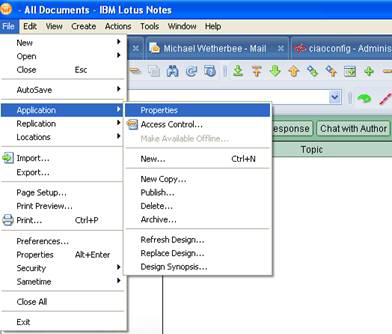 - All Documents - IBM Lotus Notes
File Edit View Create Actions Tools Window Help
Michael Wetherbee - Mail
ciaoconfig - Adminis
New
Open
Close Esc
AutoSave
Application
Replication
Locations
Import...
Export...
Page Setup...
Print Preview...
Print... Ctrl+P
Preferences...
Properties Alt+Enter
Security
Sametime
Close All
Exit
Properties
Access Control...
Make Available Offline...
New... Ctrl+N
New Copy...
Publish...
Delete...
Archive...
Refresh Design...
Replace Design...
Design Synopsis...
esponse
Chat with Author
Topic